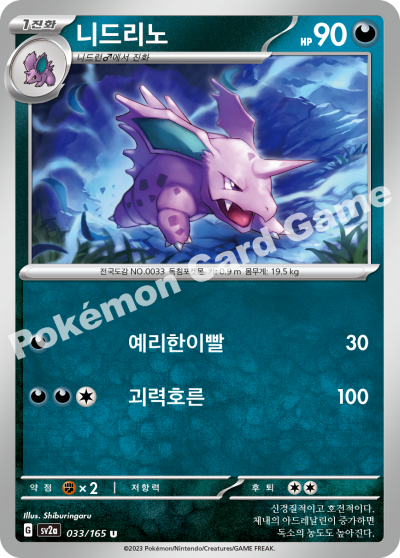 1진화
니드리노
HP 90
니드런♂에서 진화
전국도감 NO.0033 독침포켓몬 키: 0.9 m 몸무게: 19.5 kg
Pokémon Card Game
예리한이빨 30
괴력호른 100
약점 ×2 저항력 후퇴
Illus. Shiburingaru
G sv2a 033/165 U
신경질적이고 호전적이다.
체내의 아드레날린이 증가하면
독소의 농도도 높아진다.
©2023 Pokémon/Nintendo/Creatures/GAME FREAK.